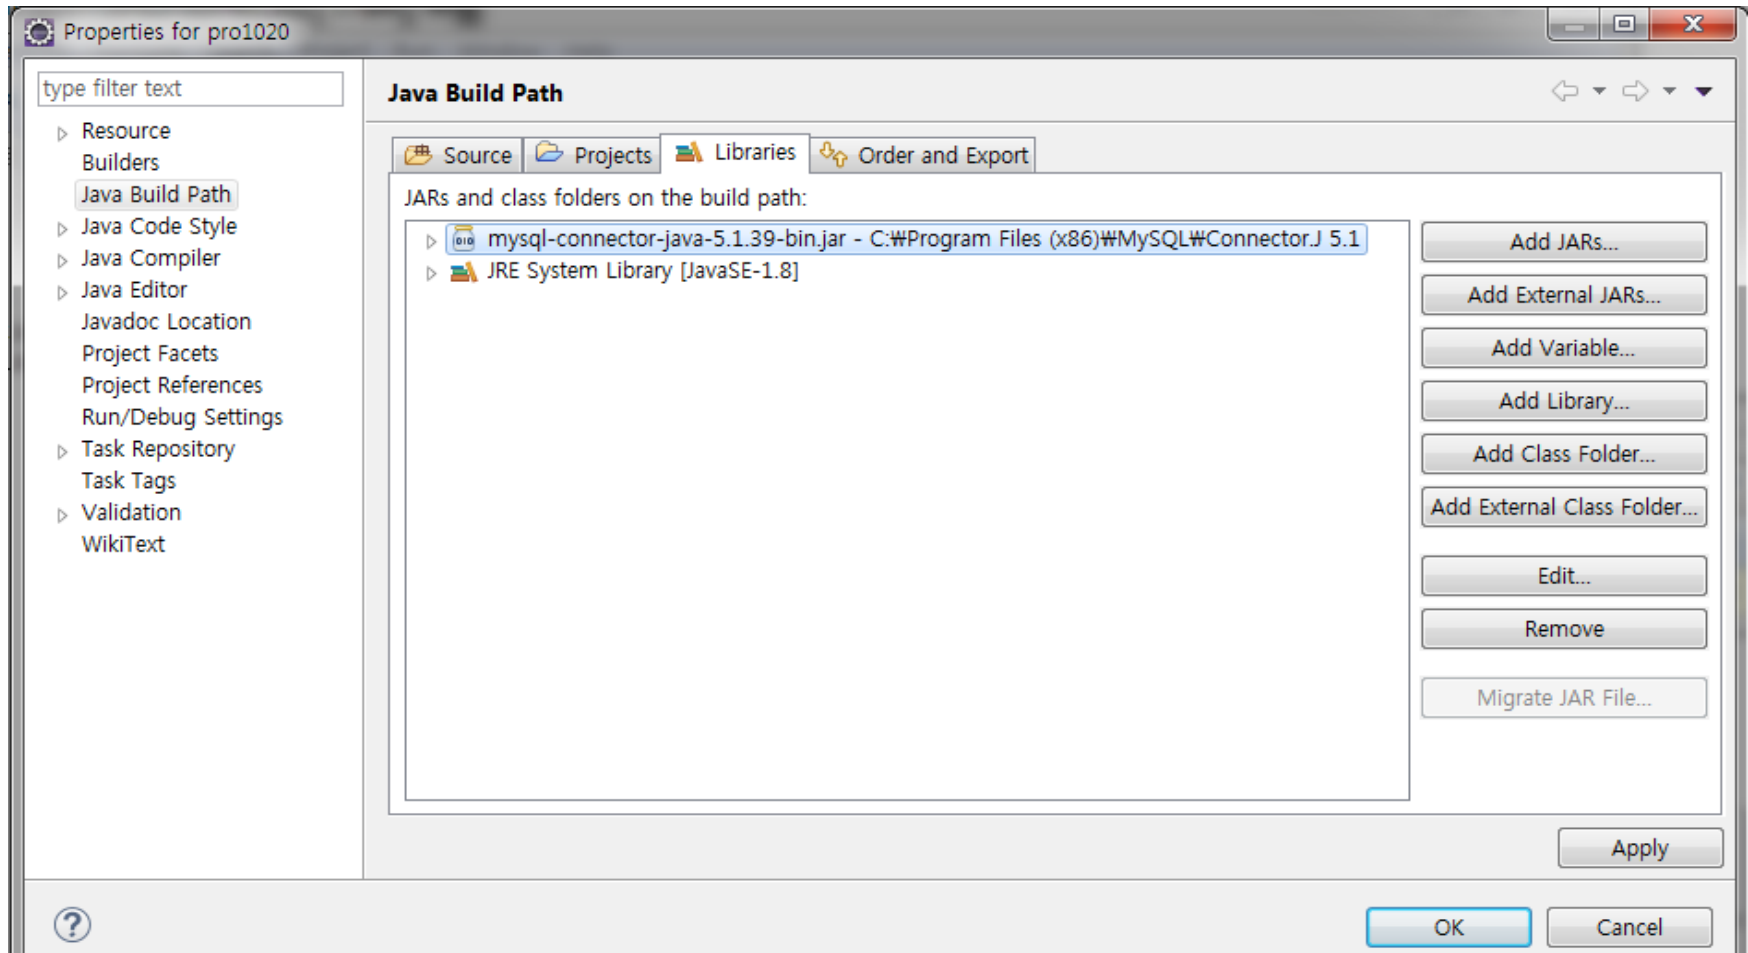 Properties for pro1020
type filter text
Resource
Builders
Java Build Path
Java Code Style
Java Compiler
Java Editor
Javadoc Location
Project Facets
Project References
Run/Debug Settings
Task Repository
Task Tags
Validation
WikiText
Java Build Path
Source Projects Libraries Order and Export
JARs and class folders on the build path:
mysql-connector-java-5.1.39-bin.jar - C:₩Program Files (x86)₩MySQL₩Connector.J 5.1
JRE System Library [JavaSE-1.8]
Add JARs...
Add External JARs...
Add Variable...
Add Library...
Add Class Folder...
Add External Class Folder...
Edit...
Remove
Migrate JAR File...
Apply
OK Cancel